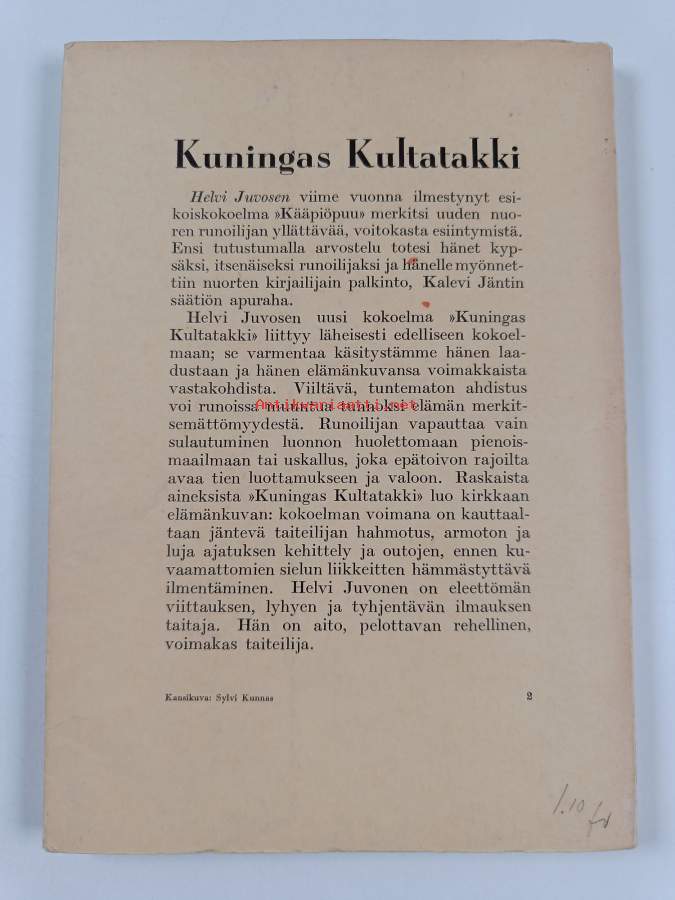 Kuningas Kultatakki
Helvi Juvosen viime vuonna ilmestynyt esi-
koiskokoelma »Kääpiöpuu» merkitsi uuden nuo-
ren runoilijan yllättävää, voitokasta esiintymistä.
Ensi tutustumalla arvostelu totesi hänet kyp-
säksi, itsenäiseksi runoilijaksi ja hänelle myönnet-
tiin nuorten kirjailijain palkinto, Kalevi Jäntin
säätiön apuraha.
Helvi Juvosen uusi kokoelma »Kuningas
Kultatakki» liittyy läheisesti edelliseen kokoel-
maan; se varmentaa käsitystämme hänen laa-
dustaan ja hänen elämänkuvansa voimakkaista
vastakohdista. Viiltävä, tuntematon ahdistus
voi runoissa muuntua tunnoksi elämän merkit-
Antikvariaatti.net
semättömyydestä. Runoilijan vapauttaa vain
sulautuminen luonnon huolettomaan pienois-
maailmaan tai uskallus, joka epätoivon rajoilta
avaa tien luottamukseen ja valoon. Raskaista
aineksista »Kuningas Kultatakki» luo kirkkaan
elämänkuvan: kokoelman voimana on kauttaal-
taan jäntevä taiteilijan hahmotus, armoton ja
luja ajatuksen kehittely ja outojen, ennen ku-
vaamattomien sielun liikkeitten hämmästyttävä
ilmentäminen. Helvi Juvonen on eleettömän
viittauksen, lyhyen ja tyhjentävän ilmauksen
taitaja. Hän on aito, pelottavan rehellinen,
voimakas taiteilija.
Kansikuva: Sylvi Kunnas 2
1.10